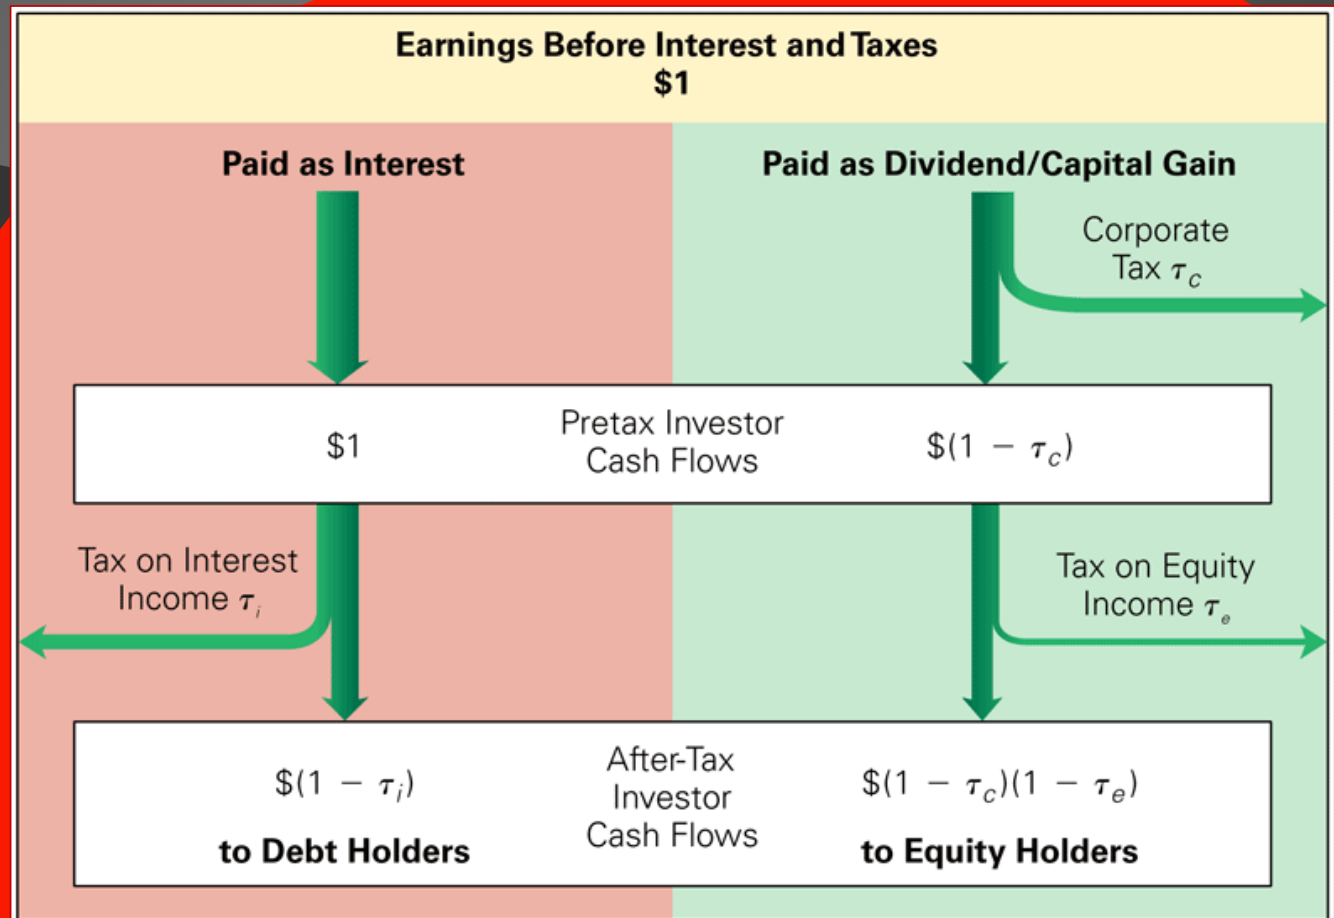 Earnings Before Interest and Taxes
$1
Paid as Interest
Paid as Dividend/Capital Gain
Corporate
Tax τc
$1
Pretax Investor
Cash Flows
$(1 − τc)
Tax on Interest
Income τi
Tax on Equity
Income τe
$(1 − τi)
to Debt Holders
After-Tax
Investor
Cash Flows
$(1 − τc)(1 − τe)
to Equity Holders